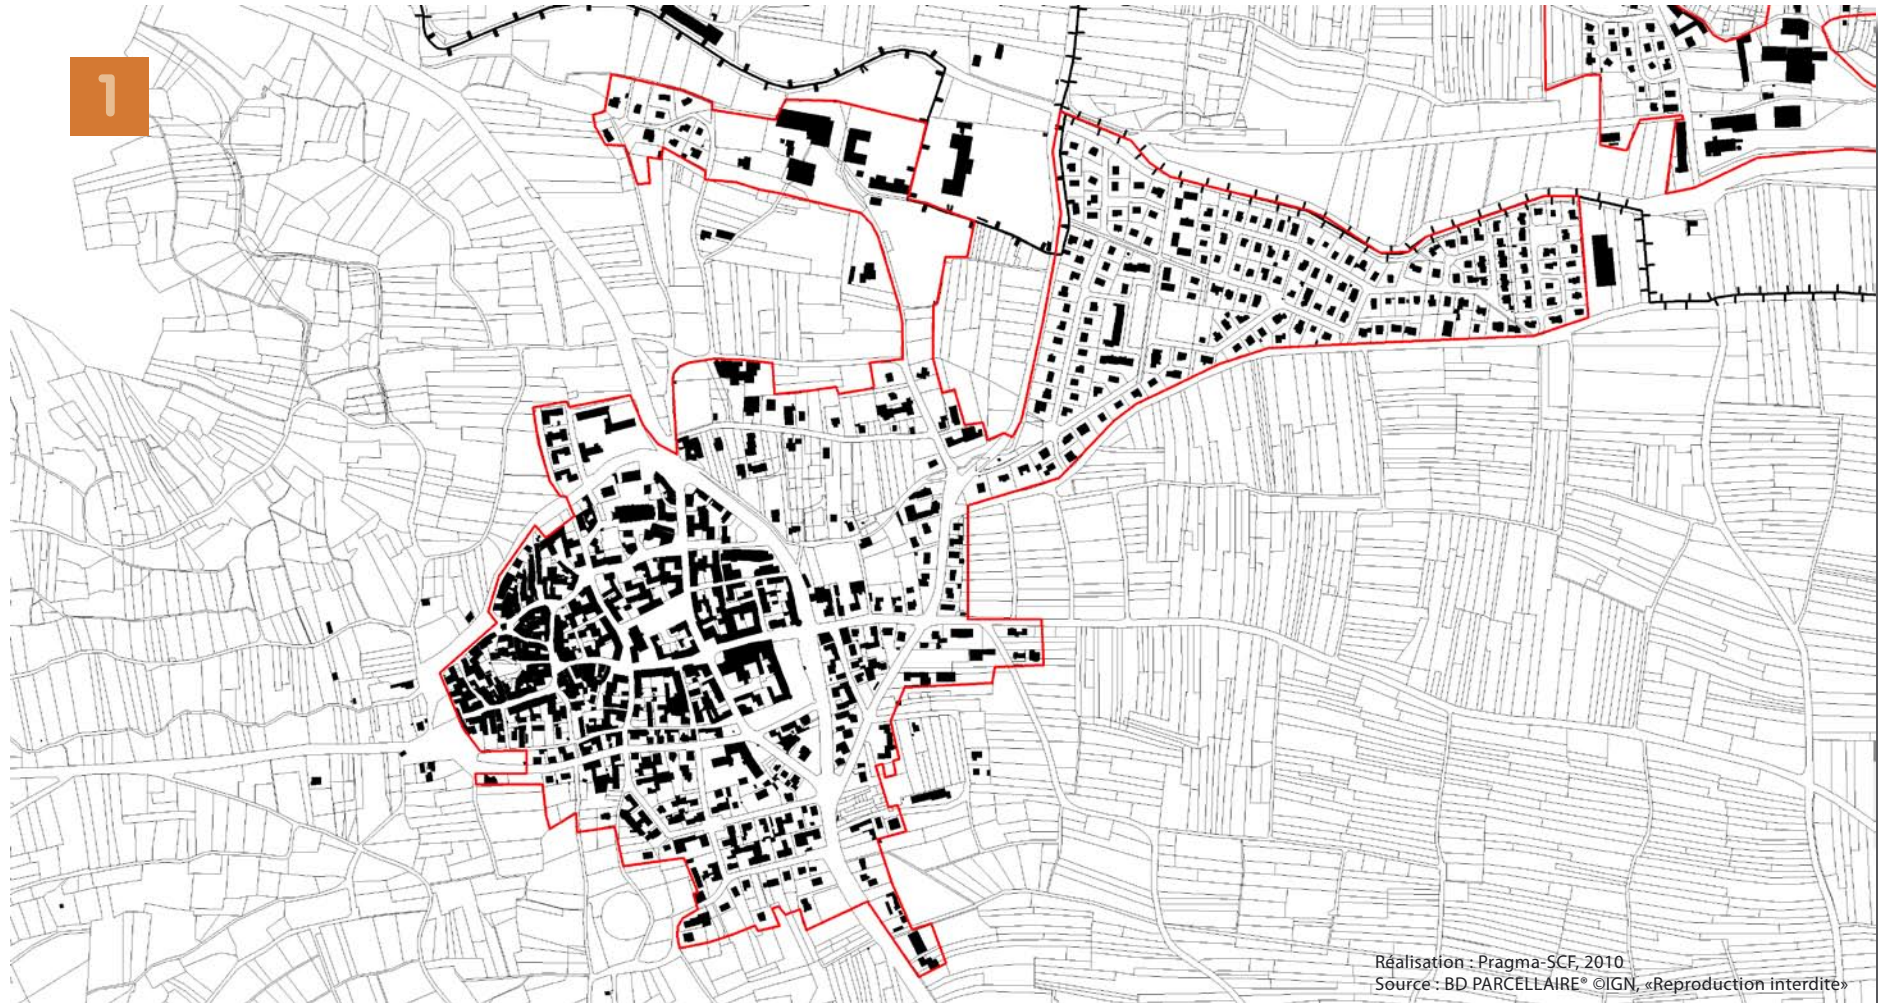 1
Réalisation : Pragma-SCF, 2010
Source : BD PARCELLAIRE® ©IGN, «Reproduction interdite»